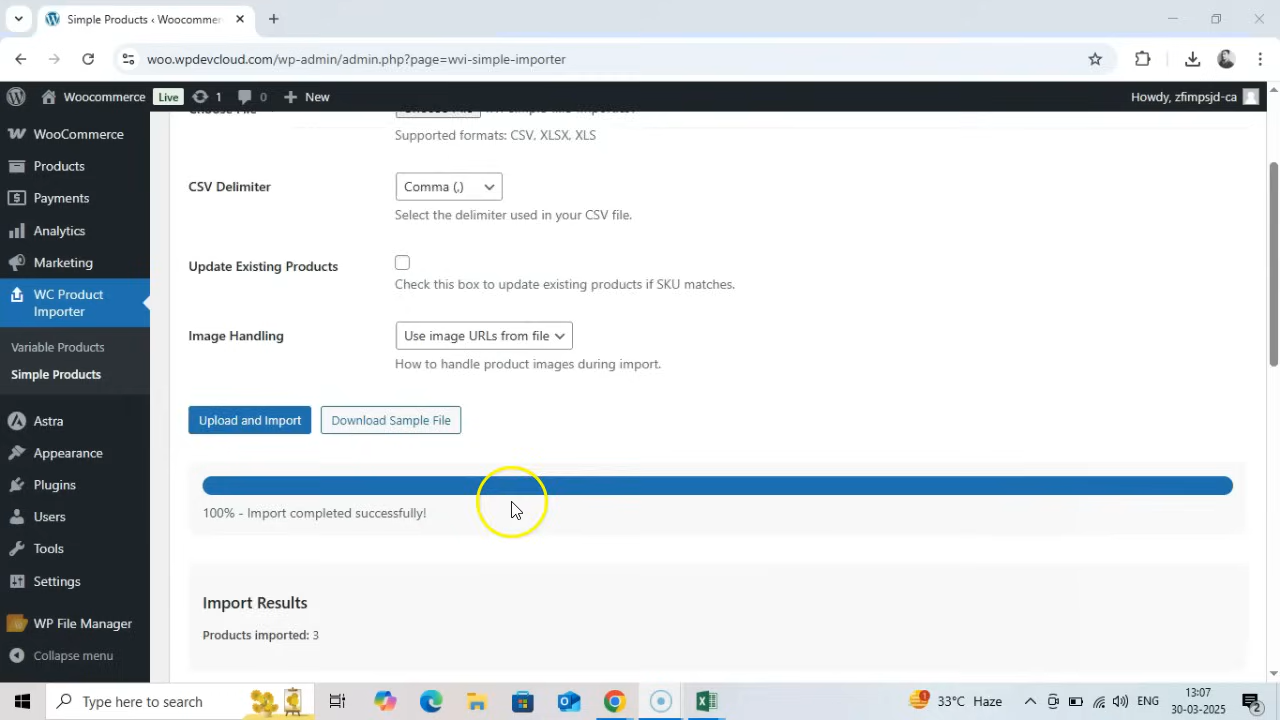 Simple Products ‹ Woocomme
woo.wpdevcloud.com/wp-admin/admin.php?page=wvi-simple-importer
Woocommerce Live 1 0 New Howdy, zfimpsjd-ca
WooCommerce
Products
Payments
Analytics
Marketing
WC Product
Importer
Variable Products
Simple Products
Astra
Appearance
Plugins
Users
Tools
Settings
WP File Manager
Collapse menu
Supported formats: CSV, XLSX, XLS
CSV Delimiter
Comma (,)
Select the delimiter used in your CSV file.
Update Existing Products
Check this box to update existing products if SKU matches.
Image Handling
Use image URLs from file
How to handle product images during import.
Upload and Import
Download Sample File
100% - Import completed successfully!
Import Results
Products imported: 3
Type here to search
33°C Haze
ENG
13:07
30-03-2025
2